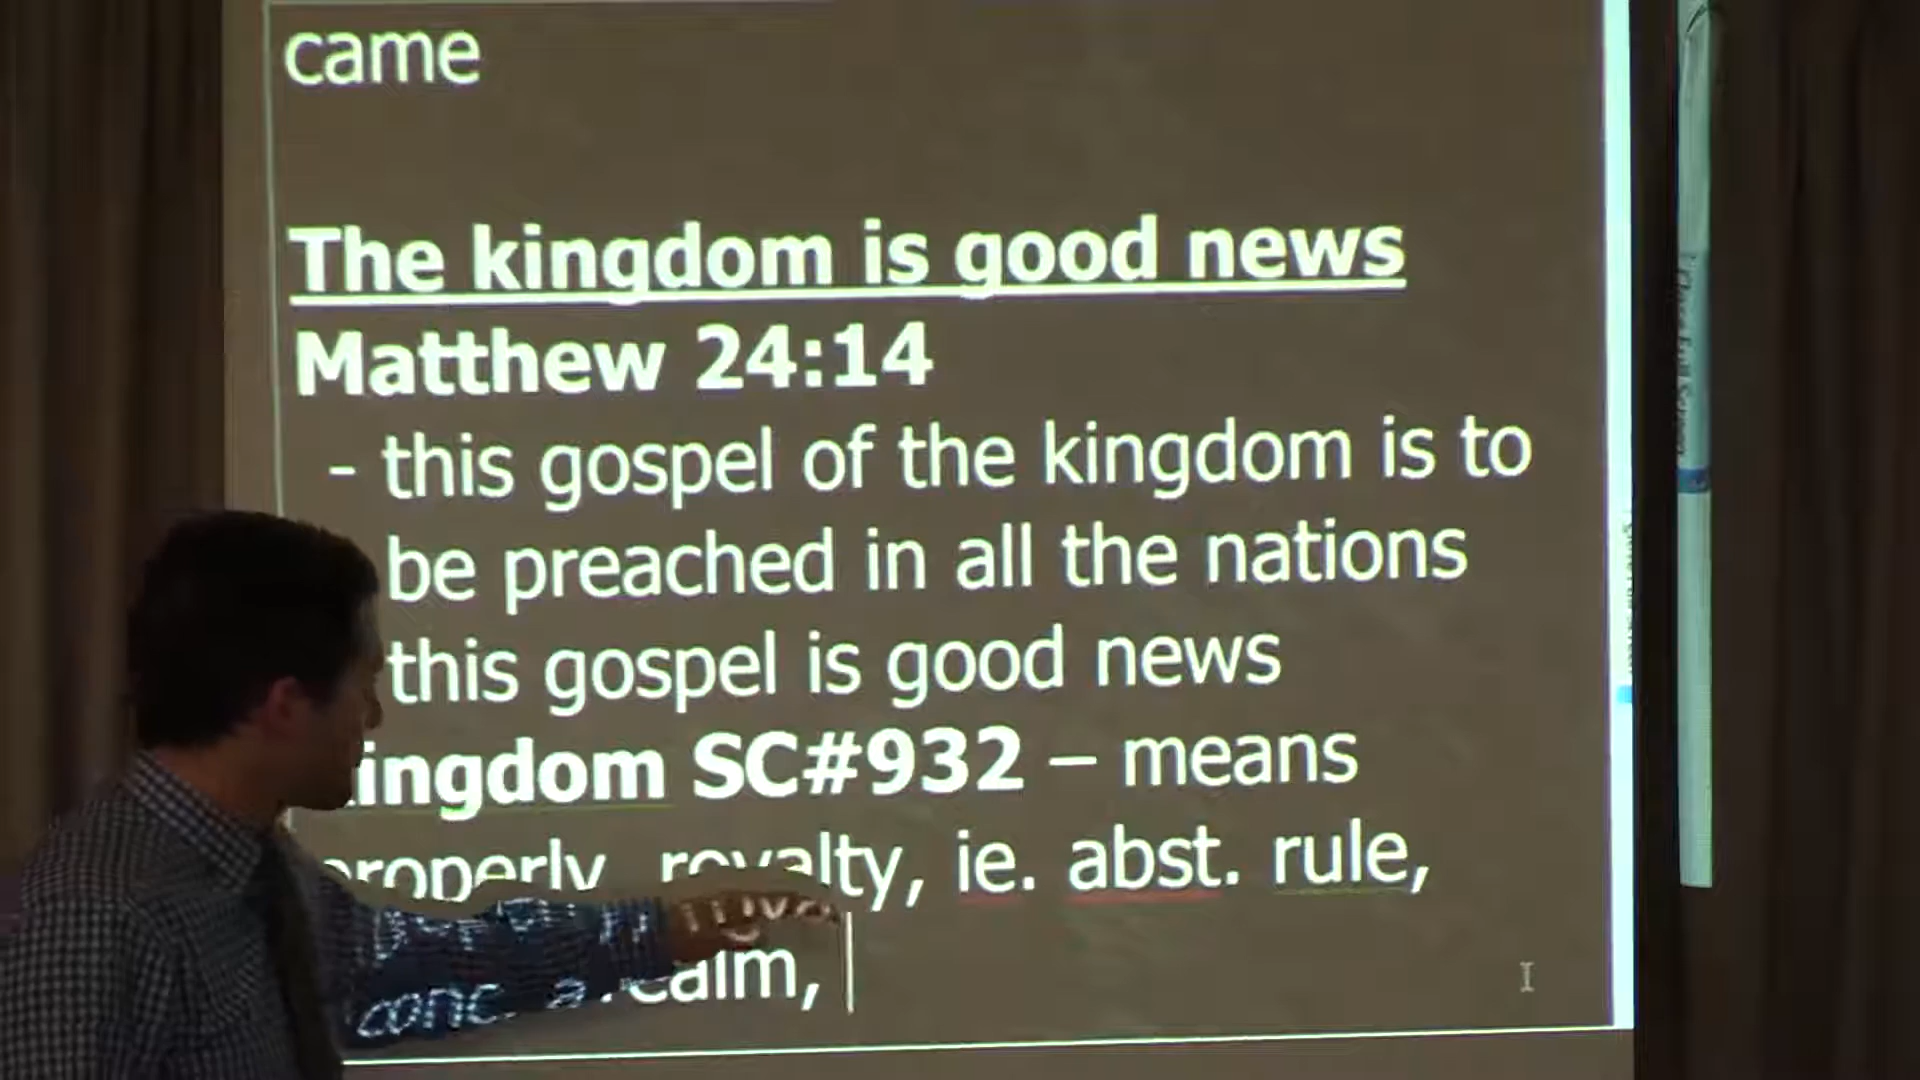 came
The kingdom is good news
Matthew 24:14
- this gospel of the kingdom is to
be preached in all the nations
this gospel is good news
kingdom SC#932 – means
properly, royalty, ie. abst. rule,
conc. a realm,